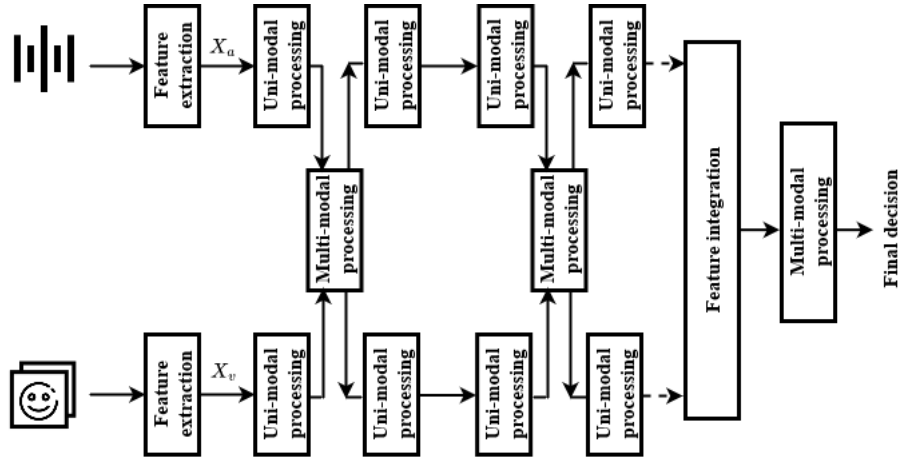 Feature
extraction
X_a
Uni-modal
processing
Uni-modal
processing
Uni-modal
processing
Uni-modal
processing
Multi-modal
processing
Multi-modal
processing
Feature
extraction
X_v
Uni-modal
processing
Uni-modal
processing
Uni-modal
processing
Uni-modal
processing
Feature integration
Multi-modal
processing
Final decision